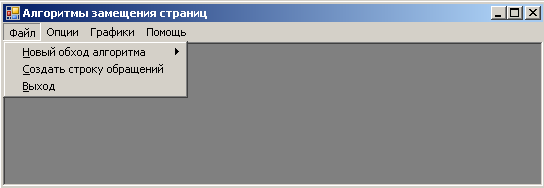 Алгоритмы замещения страниц
Файл Опции Графики Помощь
Новый обход алгоритма
Создать строку обращений
Выход